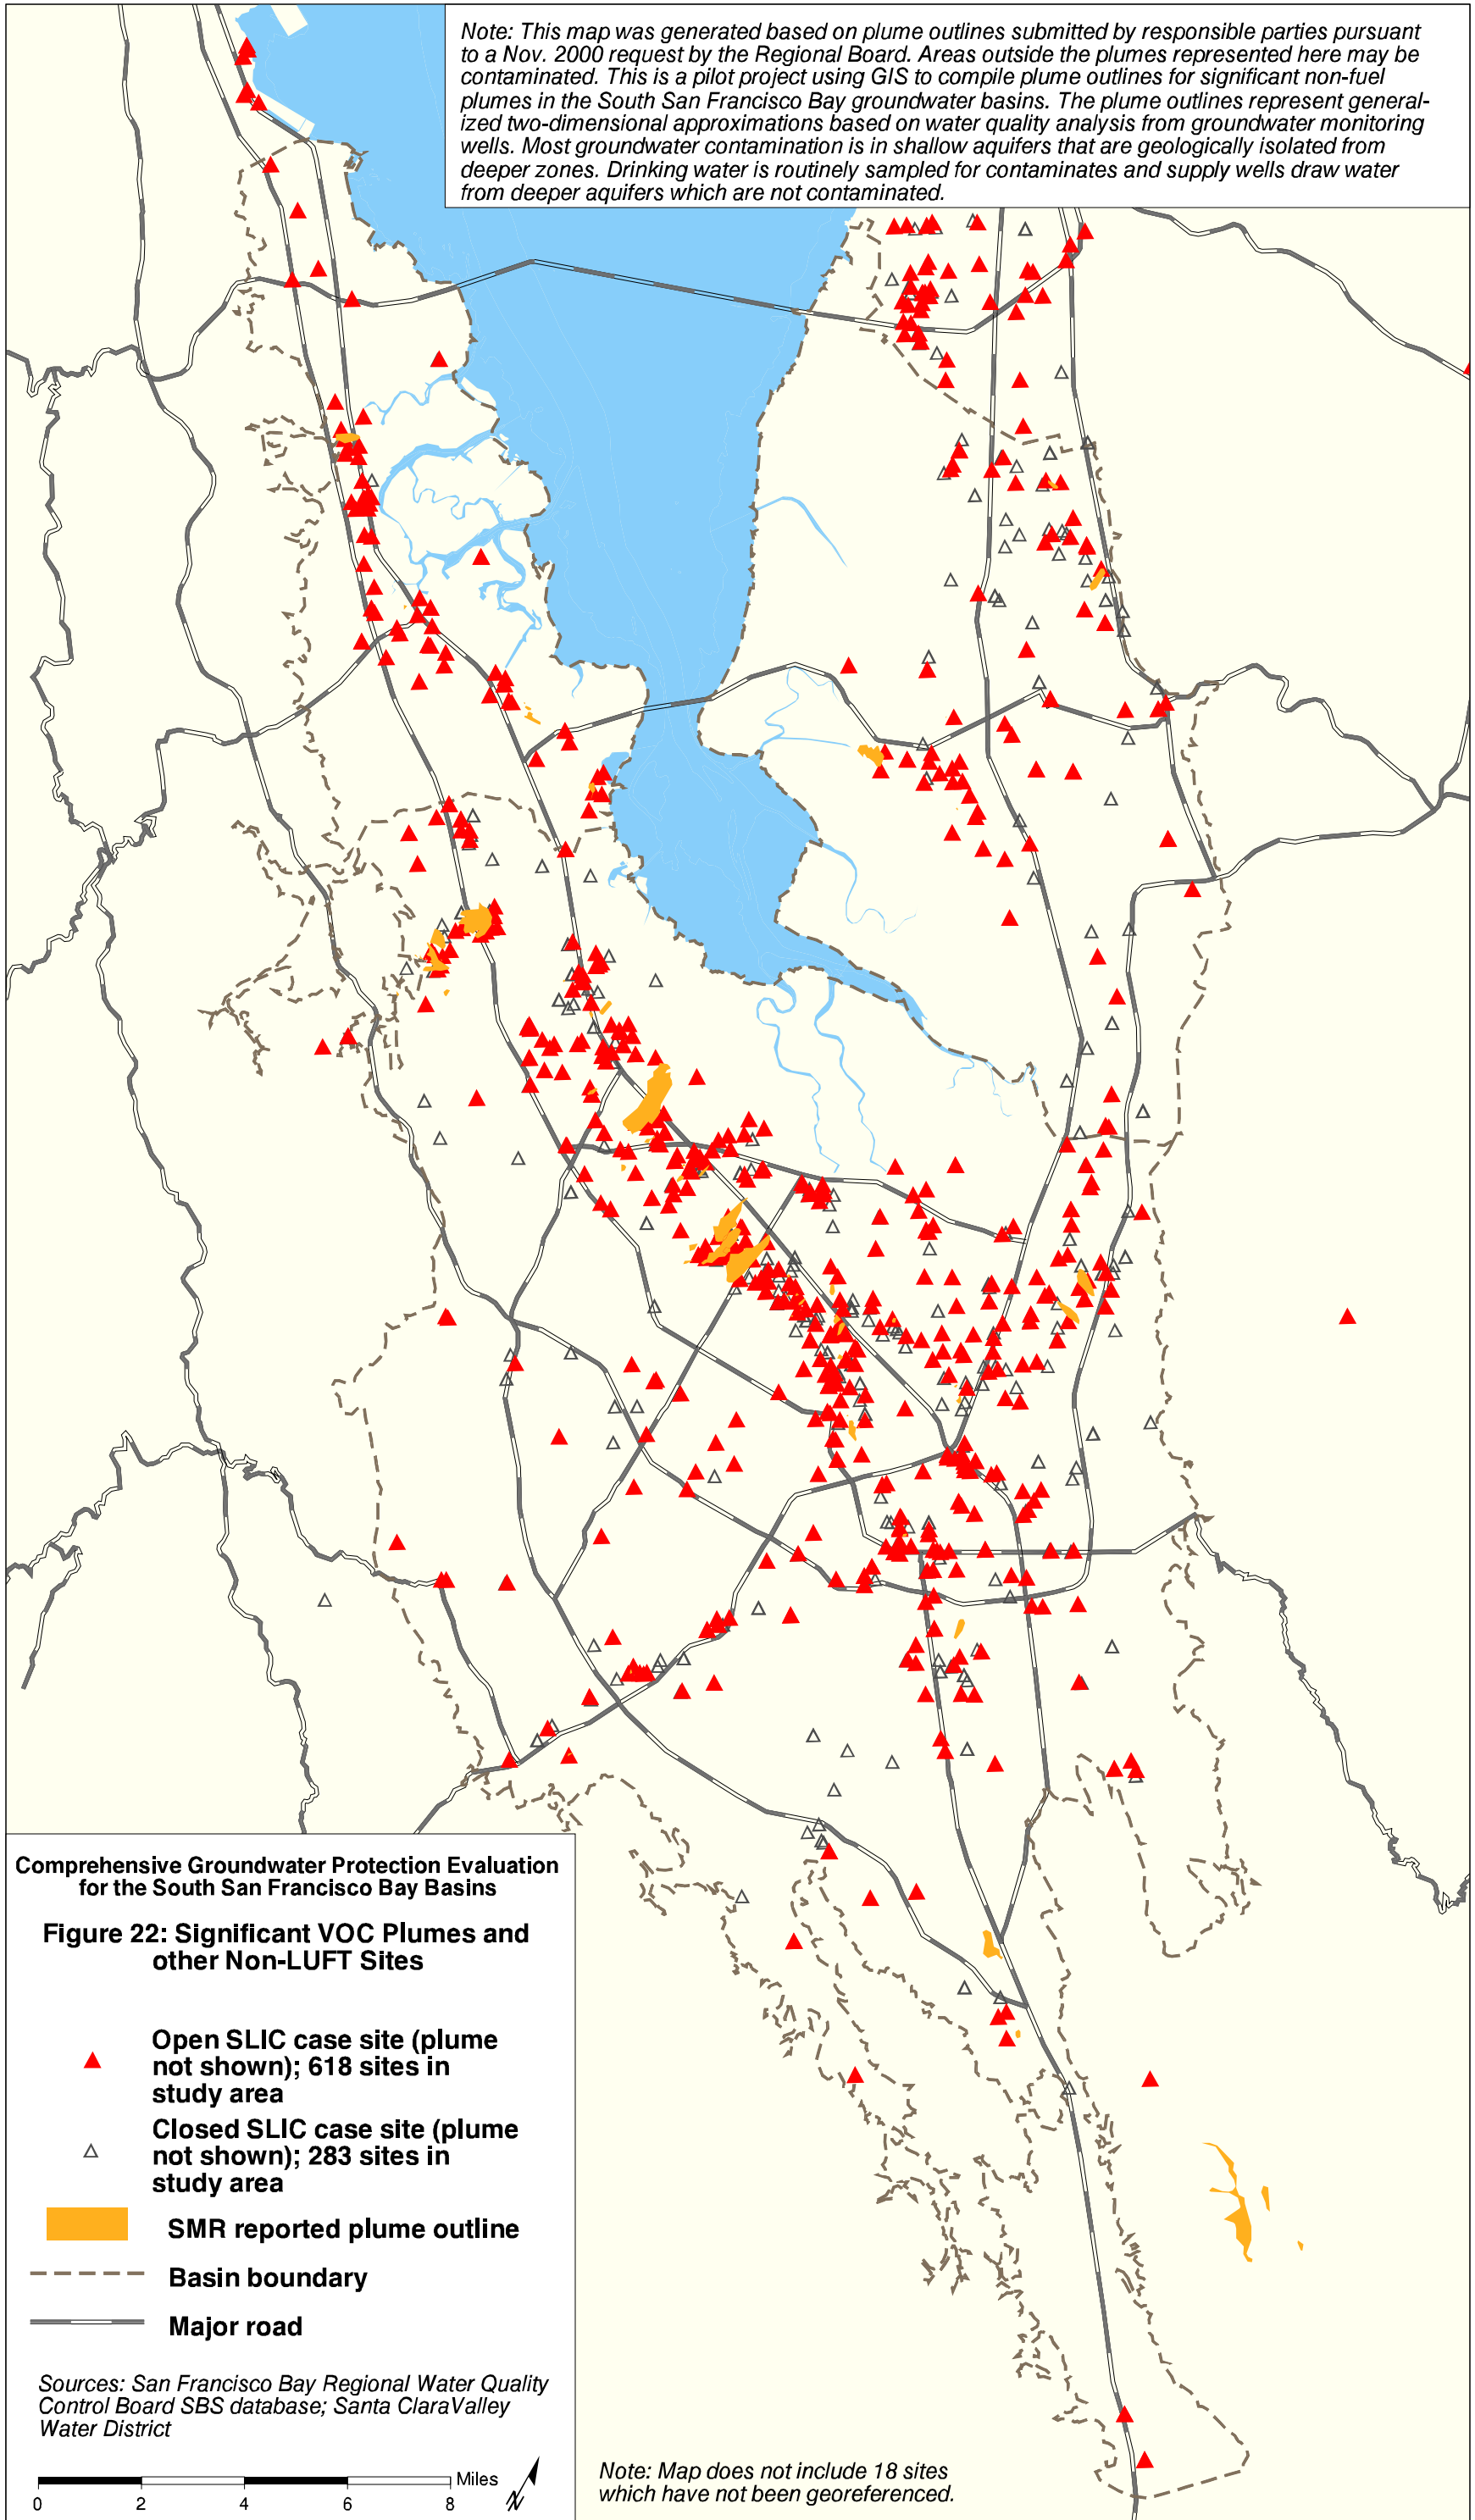 Note: This map was generated based on plume outlines submitted by responsible parties pursuant
to a Nov. 2000 request by the Regional Board. Areas outside the plumes represented here may be
contaminated. This is a pilot project using GIS to compile plume outlines for significant non-fuel
plumes in the South San Francisco Bay groundwater basins. The plume outlines represent general-
ized two-dimensional approximations based on water quality analysis from groundwater monitoring
wells. Most groundwater contamination is in shallow aquifers that are geologically isolated from
deeper zones. Drinking water is routinely sampled for contaminates and supply wells draw water
from deeper aquifers which are not contaminated.
Comprehensive Groundwater Protection Evaluation
for the South San Francisco Bay Basins
Figure 22: Significant VOC Plumes and
other Non-LUFT Sites
Open SLIC case site (plume
not shown); 618 sites in
study area
Closed SLIC case site (plume
not shown); 283 sites in
study area
SMR reported plume outline
Basin boundary
Major road
Sources: San Francisco Bay Regional Water Quality
Control Board SBS database; Santa ClaraValley
Water District
Miles
0 2 4 6 8
N
Note: Map does not include 18 sites
which have not been georeferenced.